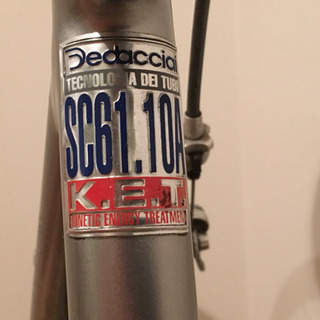 Dedacciai
TECNOLOGIA DEI TUBI
SC61.10A
K.E.T.
KINETIC ENERGY TREATMENT